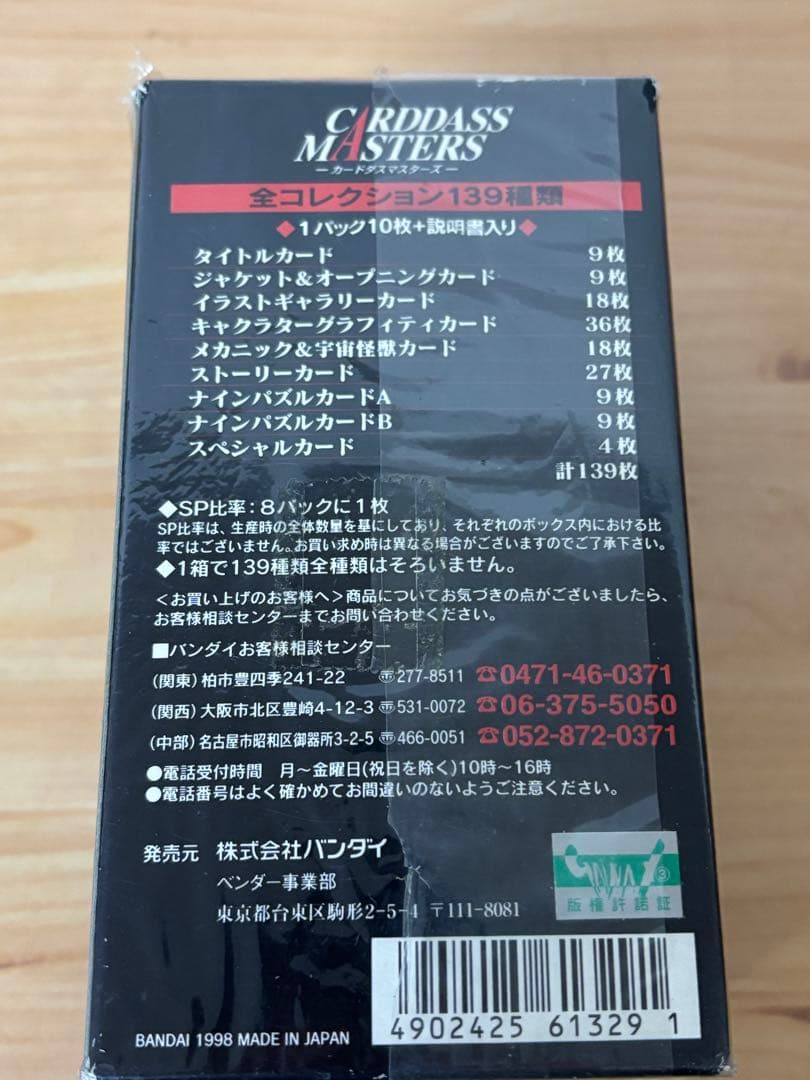 CARDDASS
MASTERS
—カードダスマスターズ—
全コレクション139種類
◆1パック10枚+説明書入り◆
タイトルカード 9枚
ジャケット&オープニングカード 9枚
イラストギャラリーカード 18枚
キャラクターグラフィティカード 36枚
メカニック&宇宙怪獣カード 18枚
ストーリーカード 27枚
ナインパズルカードA 9枚
ナインパズルカードB 9枚
スペシャルカード 4枚
計139枚
◆SP比率:8パックに1枚
SP比率は、生産時の全体数量を基にしており、それぞれのボックス内における比
率ではございません。お買い求め時は異なる場合がございますのでご了承下さい。
◆1箱で139種類全種類はそろいません。
<お買い上げのお客様へ>商品についてお気づきの点がございましたら、
お客様相談センターまでお問い合わせください。
■バンダイお客様相談センター
(関東)柏市豊四季241-22 〠277-8511 ☎0471-46-0371
(関西)大阪市北区豊崎4-12-3 〠531-0072 ☎06-375-5050
(中部)名古屋市昭和区御器所3-2-5 〠466-0051 ☎052-872-0371
●電話受付時間 月~金曜日(祝日を除く)10時~16時
●電話番号はよく確かめてお間違いのないようご注意ください。
発売元 株式会社バンダイ
ベンダー事業部
東京都台東区駒形2-5-4 〒111-8081
GAINAX ③
版権許諾証
BANDAI 1998 MADE IN JAPAN
4902425 61329 1